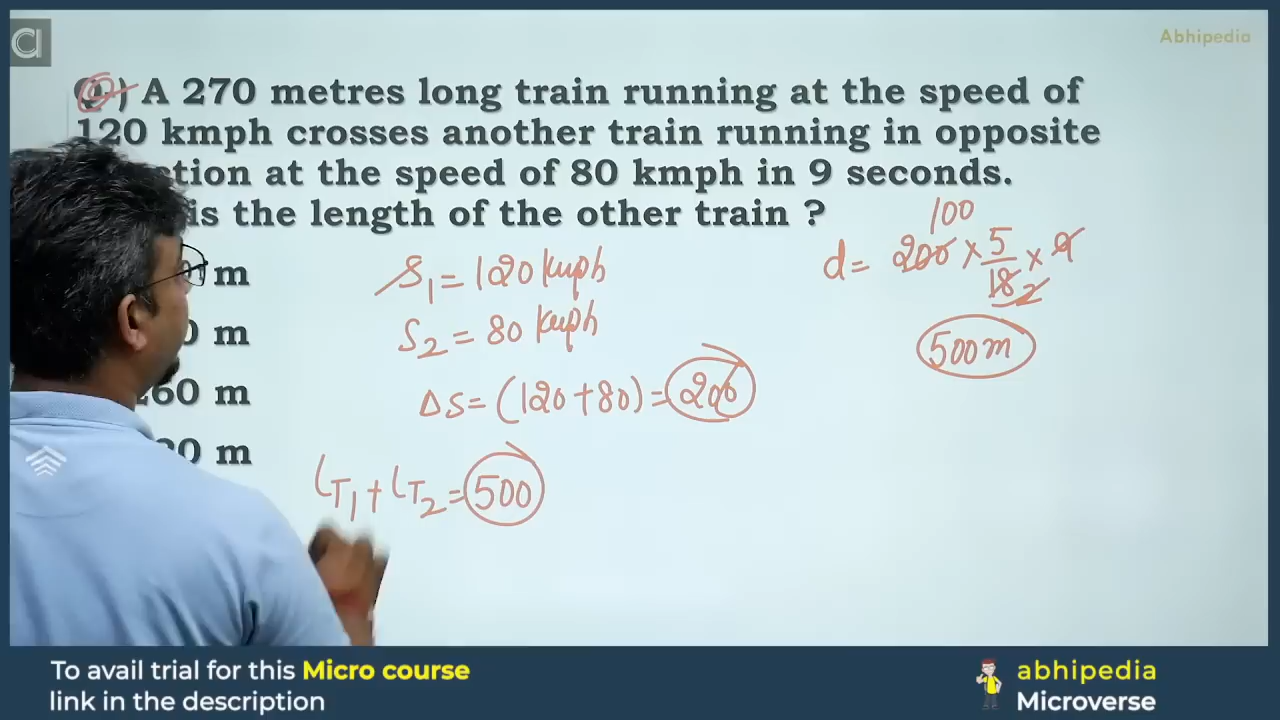 Abhipedia
Q) A 270 metres long train running at the speed of
120 kmph crosses another train running in opposite
at the speed of 80 kmph in 9 seconds.
is the length of the other train ?
m
m
m
m
S1 = 120 kmph
S2 = 80 kmph
Δs = (120+80) = 200
LT1 + LT2 = 500
100
d = 200 × 5/18 × 9
2
500m
To avail trial for this Micro course
link in the description
abhipedia
Microverse